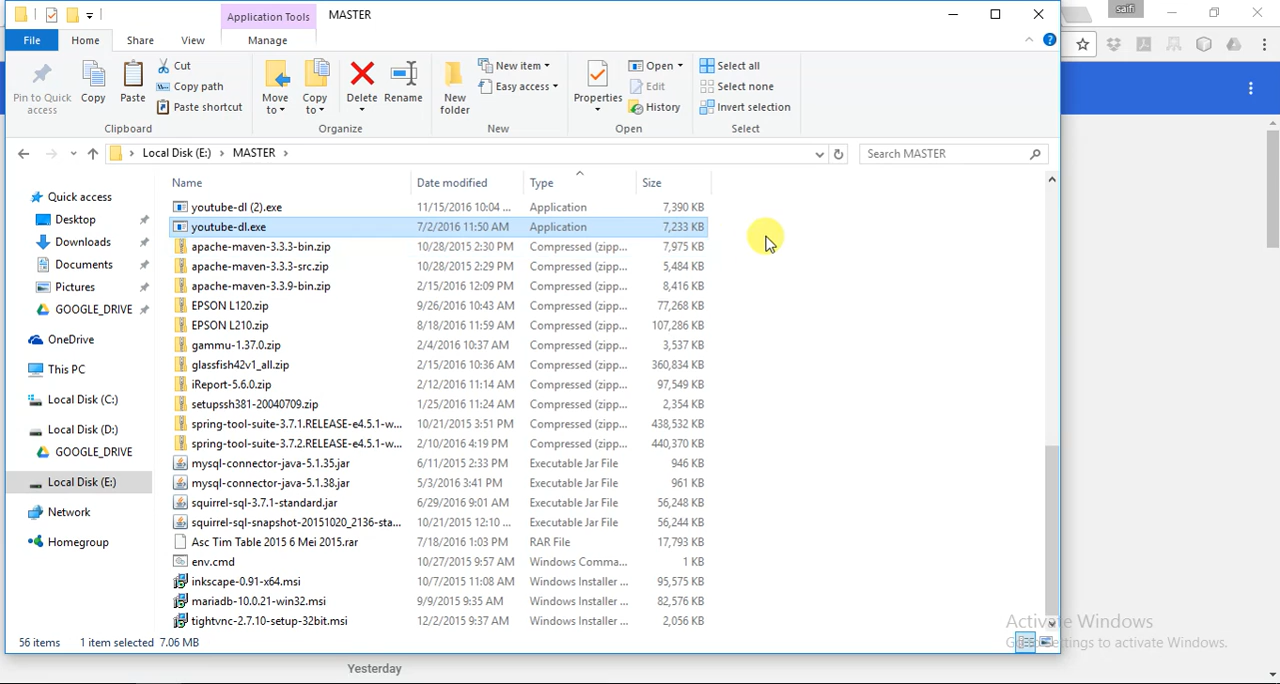 Application Tools MASTER saifi
File Home Share View Manage
Pin to Quick access Copy Paste Cut Copy path Paste shortcut Move to Copy to Delete Rename New folder New item Easy access Properties Open Edit History Select all Select none Invert selection
Clipboard Organize New Open Select
Local Disk (E:) › MASTER › Search MASTER
Name Date modified Type Size
Quick access
Desktop
Downloads
Documents
Pictures
GOOGLE_DRIVE
OneDrive
This PC
Local Disk (C:)
Local Disk (D:)
GOOGLE_DRIVE
Local Disk (E:)
Network
Homegroup
youtube-dl (2).exe 11/15/2016 10:04 ... Application 7,390 KB
youtube-dl.exe 7/2/2016 11:50 AM Application 7,233 KB
apache-maven-3.3.3-bin.zip 10/28/2015 2:30 PM Compressed (zipp... 7,975 KB
apache-maven-3.3.3-src.zip 10/28/2015 2:29 PM Compressed (zipp... 5,484 KB
apache-maven-3.3.9-bin.zip 2/15/2016 12:09 PM Compressed (zipp... 8,416 KB
EPSON L120.zip 9/26/2016 10:43 AM Compressed (zipp... 77,268 KB
EPSON L210.zip 8/18/2016 11:59 AM Compressed (zipp... 107,286 KB
gammu-1.37.0.zip 2/4/2016 10:37 AM Compressed (zipp... 3,537 KB
glassfish42v1_all.zip 2/15/2016 10:36 AM Compressed (zipp... 360,834 KB
iReport-5.6.0.zip 2/12/2016 11:14 AM Compressed (zipp... 97,549 KB
setupssh381-20040709.zip 1/25/2016 11:24 AM Compressed (zipp... 2,354 KB
spring-tool-suite-3.7.1.RELEASE-e4.5.1-w... 10/21/2015 3:51 PM Compressed (zipp... 438,532 KB
spring-tool-suite-3.7.2.RELEASE-e4.5.1-w... 2/10/2016 4:19 PM Compressed (zipp... 440,370 KB
mysql-connector-java-5.1.35.jar 6/11/2015 2:33 PM Executable Jar File 946 KB
mysql-connector-java-5.1.38.jar 5/3/2016 3:41 PM Executable Jar File 961 KB
squirrel-sql-3.7.1-standard.jar 6/29/2016 9:01 AM Executable Jar File 56,248 KB
squirrel-sql-snapshot-20151020_2136-sta... 10/21/2015 12:10 ... Executable Jar File 56,244 KB
Asc Tim Table 2015 6 Mei 2015.rar 7/18/2016 1:03 PM RAR File 17,793 KB
env.cmd 10/27/2015 9:57 AM Windows Comma... 1 KB
inkscape-0.91-x64.msi 10/7/2015 11:08 AM Windows Installer ... 95,575 KB
mariadb-10.0.21-win32.msi 9/9/2015 9:35 AM Windows Installer ... 82,576 KB
tightvnc-2.7.10-setup-32bit.msi 12/2/2015 9:37 AM Windows Installer ... 2,056 KB
Activate Windows
56 items 1 item selected 7.06 MB
Settings to activate Windows.
Yesterday